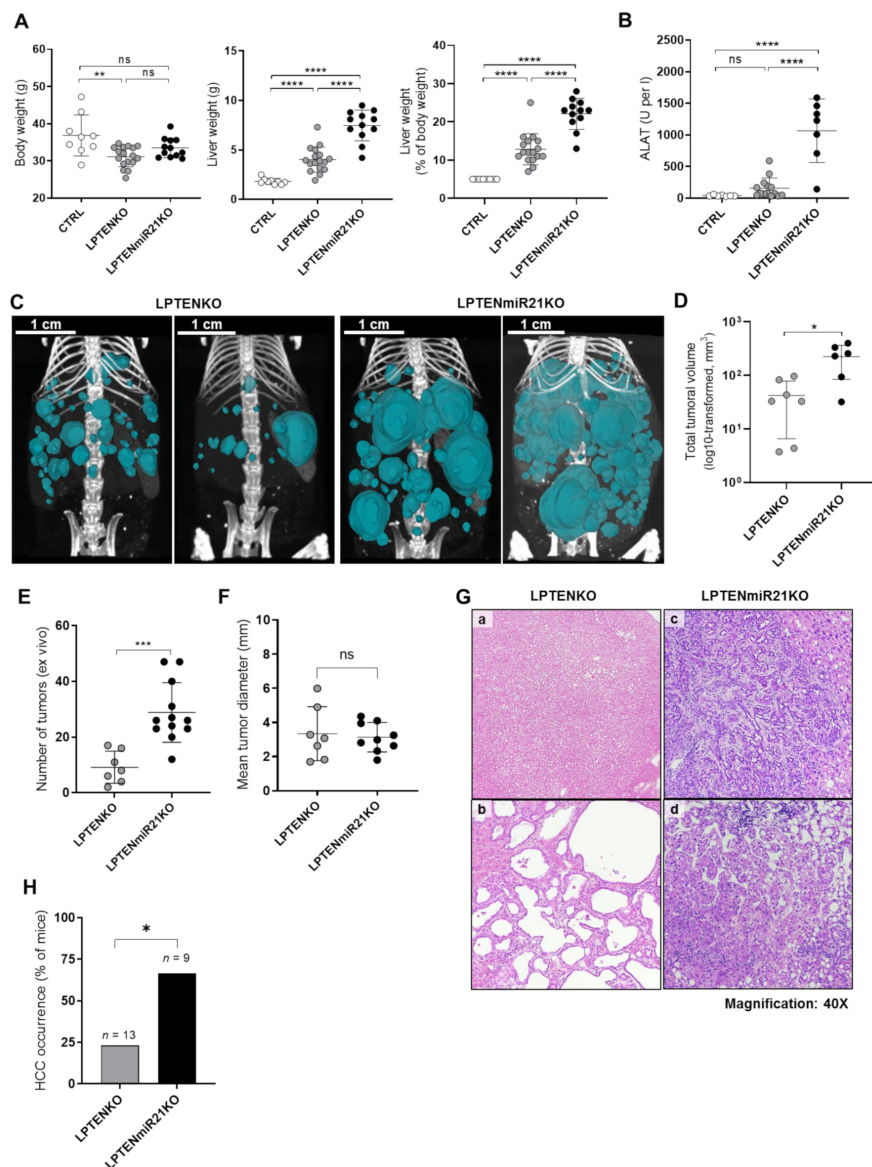 A
Body weight (g)
60
50
40
30
20
ns
**
ns
CTRL
LPTENKO
LPTENmiR21KO
Liver weight (g)
15
10
5
0
****
****
****
CTRL
LPTENKO
LPTENmiR21KO
Liver weight
(% of body weight)
40
30
20
10
0
****
****
****
CTRL
LPTENKO
LPTENmiR21KO
B
ALAT (U per l)
2500
2000
1500
1000
500
0
****
ns
****
CTRL
LPTENKO
LPTENmiR21KO
C
LPTENKO
LPTENmiR21KO
1 cm
1 cm
1 cm
1 cm
D
Total tumoral volume
(log10-transformed, mm³)
10³
10²
10¹
10⁰
*
LPTENKO
LPTENmiR21KO
E
Number of tumors (ex vivo)
80
60
40
20
0
***
LPTENKO
LPTENmiR21KO
F
Mean tumor diameter (mm)
10
8
6
4
2
0
ns
LPTENKO
LPTENmiR21KO
G
LPTENKO
LPTENmiR21KO
a
c
b
d
Magnification: 40X
H
HCC occurrence (% of mice)
100
75
50
25
0
*
n = 13
n = 9
LPTENKO
LPTENmiR21KO